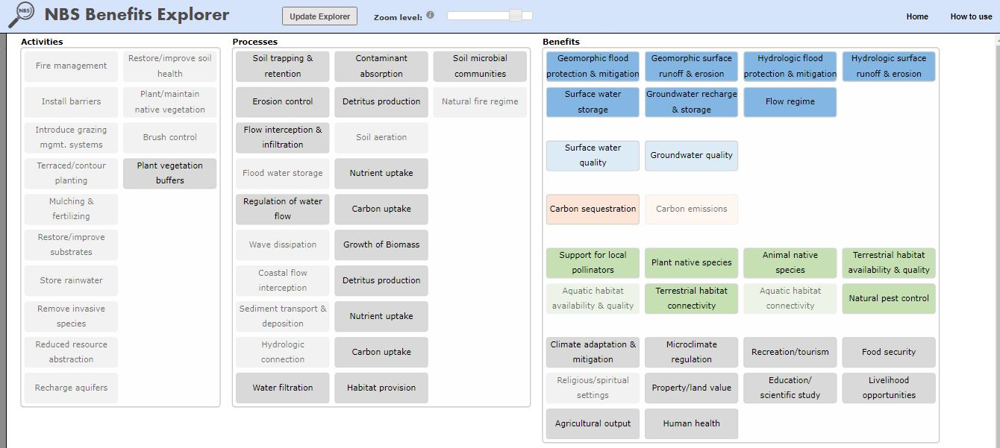 NBS
NBS Benefits Explorer
Update Explorer
Zoom level:
i
Home
How to use
Activities
Fire management
Restore/improve soil
health
Install barriers
Plant/maintain
native vegetation
Introduce grazing
mgmt. systems
Brush control
Terraced/contour
planting
Plant vegetation
buffers
Mulching &
fertilizing
Restore/improve
substrates
Store rainwater
Remove invasive
species
Reduced resource
abstraction
Recharge aquifers
Processes
Soil trapping &
retention
Contaminant
absorption
Soil microbial
communities
Erosion control
Detritus production
Natural fire regime
Flow interception &
infiltration
Soil aeration
Flood water storage
Nutrient uptake
Regulation of water
flow
Carbon uptake
Wave dissipation
Growth of Biomass
Coastal flow
interception
Detritus production
Sediment transport &
deposition
Nutrient uptake
Hydrologic
connection
Carbon uptake
Water filtration
Habitat provision
Benefits
Geomorphic flood
protection & mitigation
Geomorphic surface
runoff & erosion
Hydrologic flood
protection & mitigation
Hydrologic surface
runoff & erosion
Surface water
storage
Groundwater recharge
& storage
Flow regime
Surface water
quality
Groundwater quality
Carbon sequestration
Carbon emissions
Support for local
pollinators
Plant native species
Animal native
species
Terrestrial habitat
availability & quality
Aquatic habitat
availability & quality
Terrestrial habitat
connectivity
Aquatic habitat
connectivity
Natural pest control
Climate adaptation &
mitigation
Microclimate
regulation
Recreation/tourism
Food security
Religious/spiritual
settings
Property/land value
Education/
scientific study
Livelihood
opportunities
Agricultural output
Human health